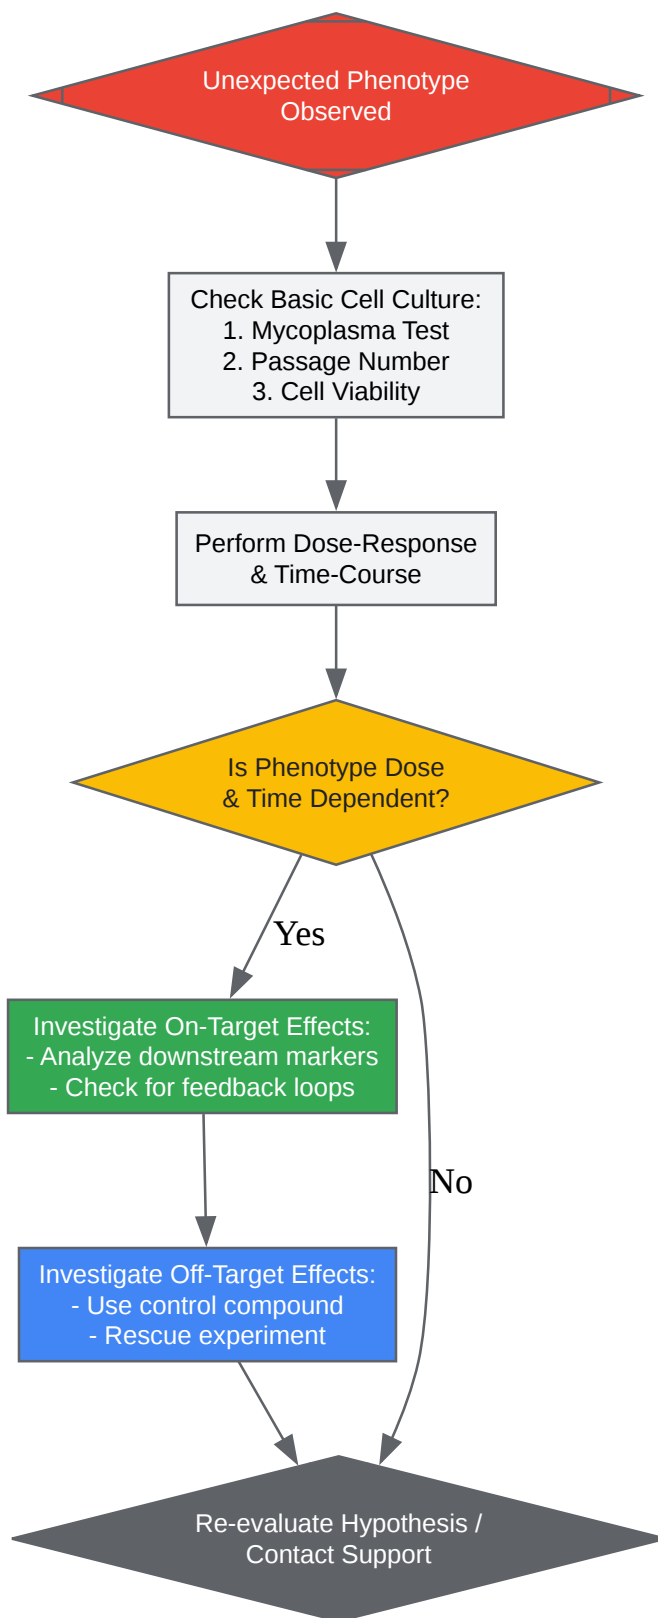 Unexpected Phenotype
Observed
Check Basic Cell Culture:
1. Mycoplasma Test
2. Passage Number
3. Cell Viability
Perform Dose-Response
& Time-Course
Is Phenotype Dose
& Time Dependent?
Yes
Investigate On-Target Effects:
- Analyze downstream markers
- Check for feedback loops
No
Investigate Off-Target Effects:
- Use control compound
- Rescue experiment
Re-evaluate Hypothesis /
Contact Support